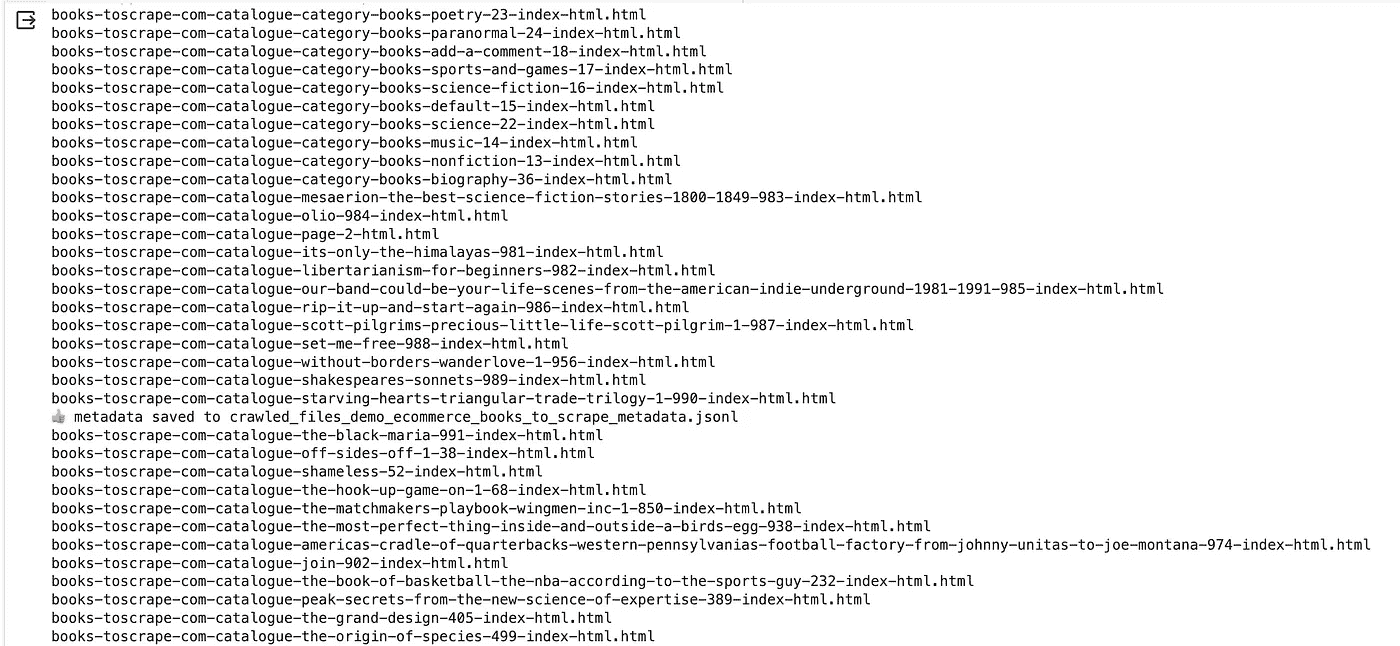 books-toscrape-com-catalogue-category-books-poetry-23-index-html.html
books-toscrape-com-catalogue-category-books-paranormal-24-index-html.html
books-toscrape-com-catalogue-category-books-add-a-comment-18-index-html.html
books-toscrape-com-catalogue-category-books-sports-and-games-17-index-html.html
books-toscrape-com-catalogue-category-books-science-fiction-16-index-html.html
books-toscrape-com-catalogue-category-books-default-15-index-html.html
books-toscrape-com-catalogue-category-books-science-22-index-html.html
books-toscrape-com-catalogue-category-books-music-14-index-html.html
books-toscrape-com-catalogue-category-books-nonfiction-13-index-html.html
books-toscrape-com-catalogue-category-books-biography-36-index-html.html
books-toscrape-com-catalogue-mesaerion-the-best-science-fiction-stories-1800-1849-983-index-html.html
books-toscrape-com-catalogue-olio-984-index-html.html
books-toscrape-com-catalogue-page-2-html.html
books-toscrape-com-catalogue-its-only-the-himalayas-981-index-html.html
books-toscrape-com-catalogue-libertarianism-for-beginners-982-index-html.html
books-toscrape-com-catalogue-our-band-could-be-your-life-scenes-from-the-american-indie-underground-1981-1991-985-index-html.html
books-toscrape-com-catalogue-rip-it-up-and-start-again-986-index-html.html
books-toscrape-com-catalogue-scott-pilgrims-precious-little-life-scott-pilgrim-1-987-index-html.html
books-toscrape-com-catalogue-set-me-free-988-index-html.html
books-toscrape-com-catalogue-without-borders-wanderlove-1-956-index-html.html
books-toscrape-com-catalogue-shakespeares-sonnets-989-index-html.html
books-toscrape-com-catalogue-starving-hearts-triangular-trade-trilogy-1-990-index-html.html
👍 metadata saved to crawled_files_demo_ecommerce_books_to_scrape_metadata.jsonl
books-toscrape-com-catalogue-the-black-maria-991-index-html.html
books-toscrape-com-catalogue-off-sides-off-1-38-index-html.html
books-toscrape-com-catalogue-shameless-52-index-html.html
books-toscrape-com-catalogue-the-hook-up-game-on-1-68-index-html.html
books-toscrape-com-catalogue-the-matchmakers-playbook-wingmen-inc-1-850-index-html.html
books-toscrape-com-catalogue-the-most-perfect-thing-inside-and-outside-a-birds-egg-938-index-html.html
books-toscrape-com-catalogue-americas-cradle-of-quarterbacks-western-pennsylvanias-football-factory-from-johnny-unitas-to-joe-montana-974-index-html.html
books-toscrape-com-catalogue-join-902-index-html.html
books-toscrape-com-catalogue-the-book-of-basketball-the-nba-according-to-the-sports-guy-232-index-html.html
books-toscrape-com-catalogue-peak-secrets-from-the-new-science-of-expertise-389-index-html.html
books-toscrape-com-catalogue-the-grand-design-405-index-html.html
books-toscrape-com-catalogue-the-origin-of-species-499-index-html.html